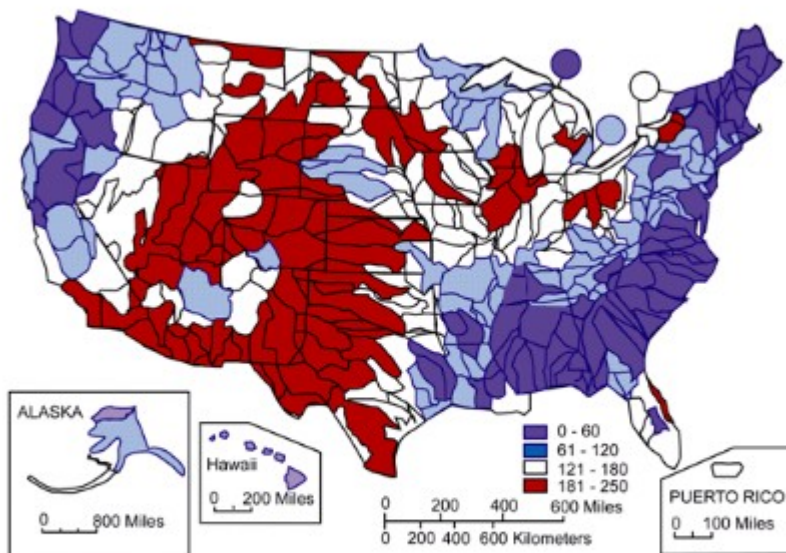 ALASKA
0 800 Miles
Hawaii
0 200 Miles
0 - 60
61 - 120
121 - 180
181 - 250
0 200 400 600 Miles
0 200 400 600 Kilometers
PUERTO RICO
0 100 Miles